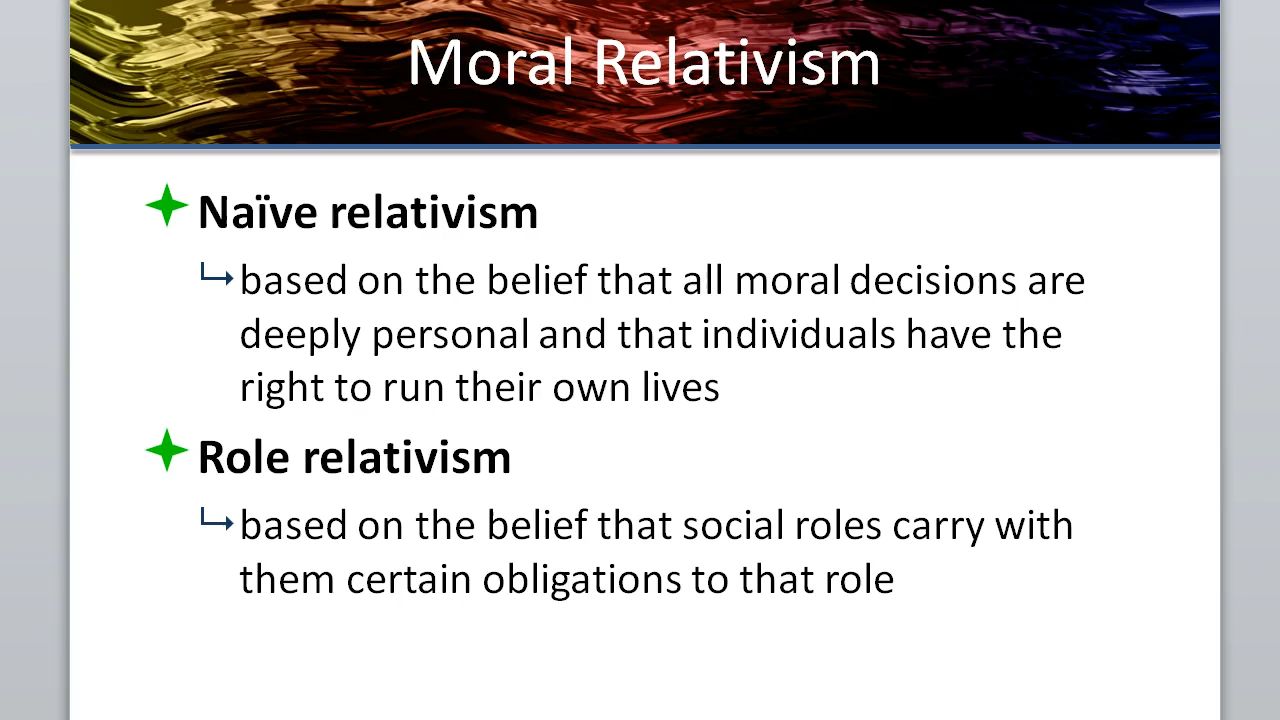 Moral Relativism
Naïve relativism
based on the belief that all moral decisions are
deeply personal and that individuals have the
right to run their own lives
Role relativism
based on the belief that social roles carry with
them certain obligations to that role